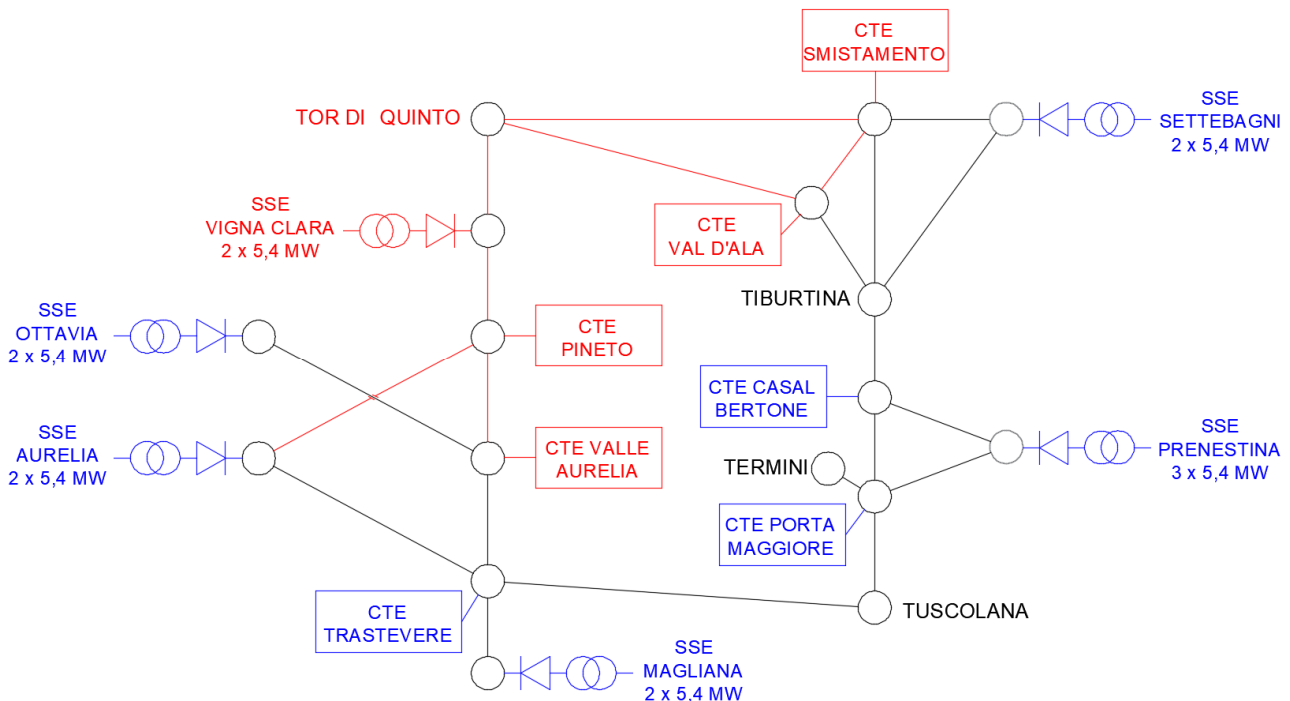 CTE
SMISTAMENTO
TOR DI QUINTO
SSE
SETTEBAGNI
2 x 5,4 MW
SSE
VIGNA CLARA
2 x 5,4 MW
CTE
VAL D'ALA
TIBURTINA
SSE
OTTAVIA
2 x 5,4 MW
CTE
PINETO
CTE CASAL
BERTONE
SSE
AURELIA
2 x 5,4 MW
CTE VALLE
AURELIA
TERMINI
SSE
PRENESTINA
3 x 5,4 MW
CTE PORTA
MAGGIORE
CTE
TRASTEVERE
TUSCOLANA
SSE
MAGLIANA
2 x 5,4 MW